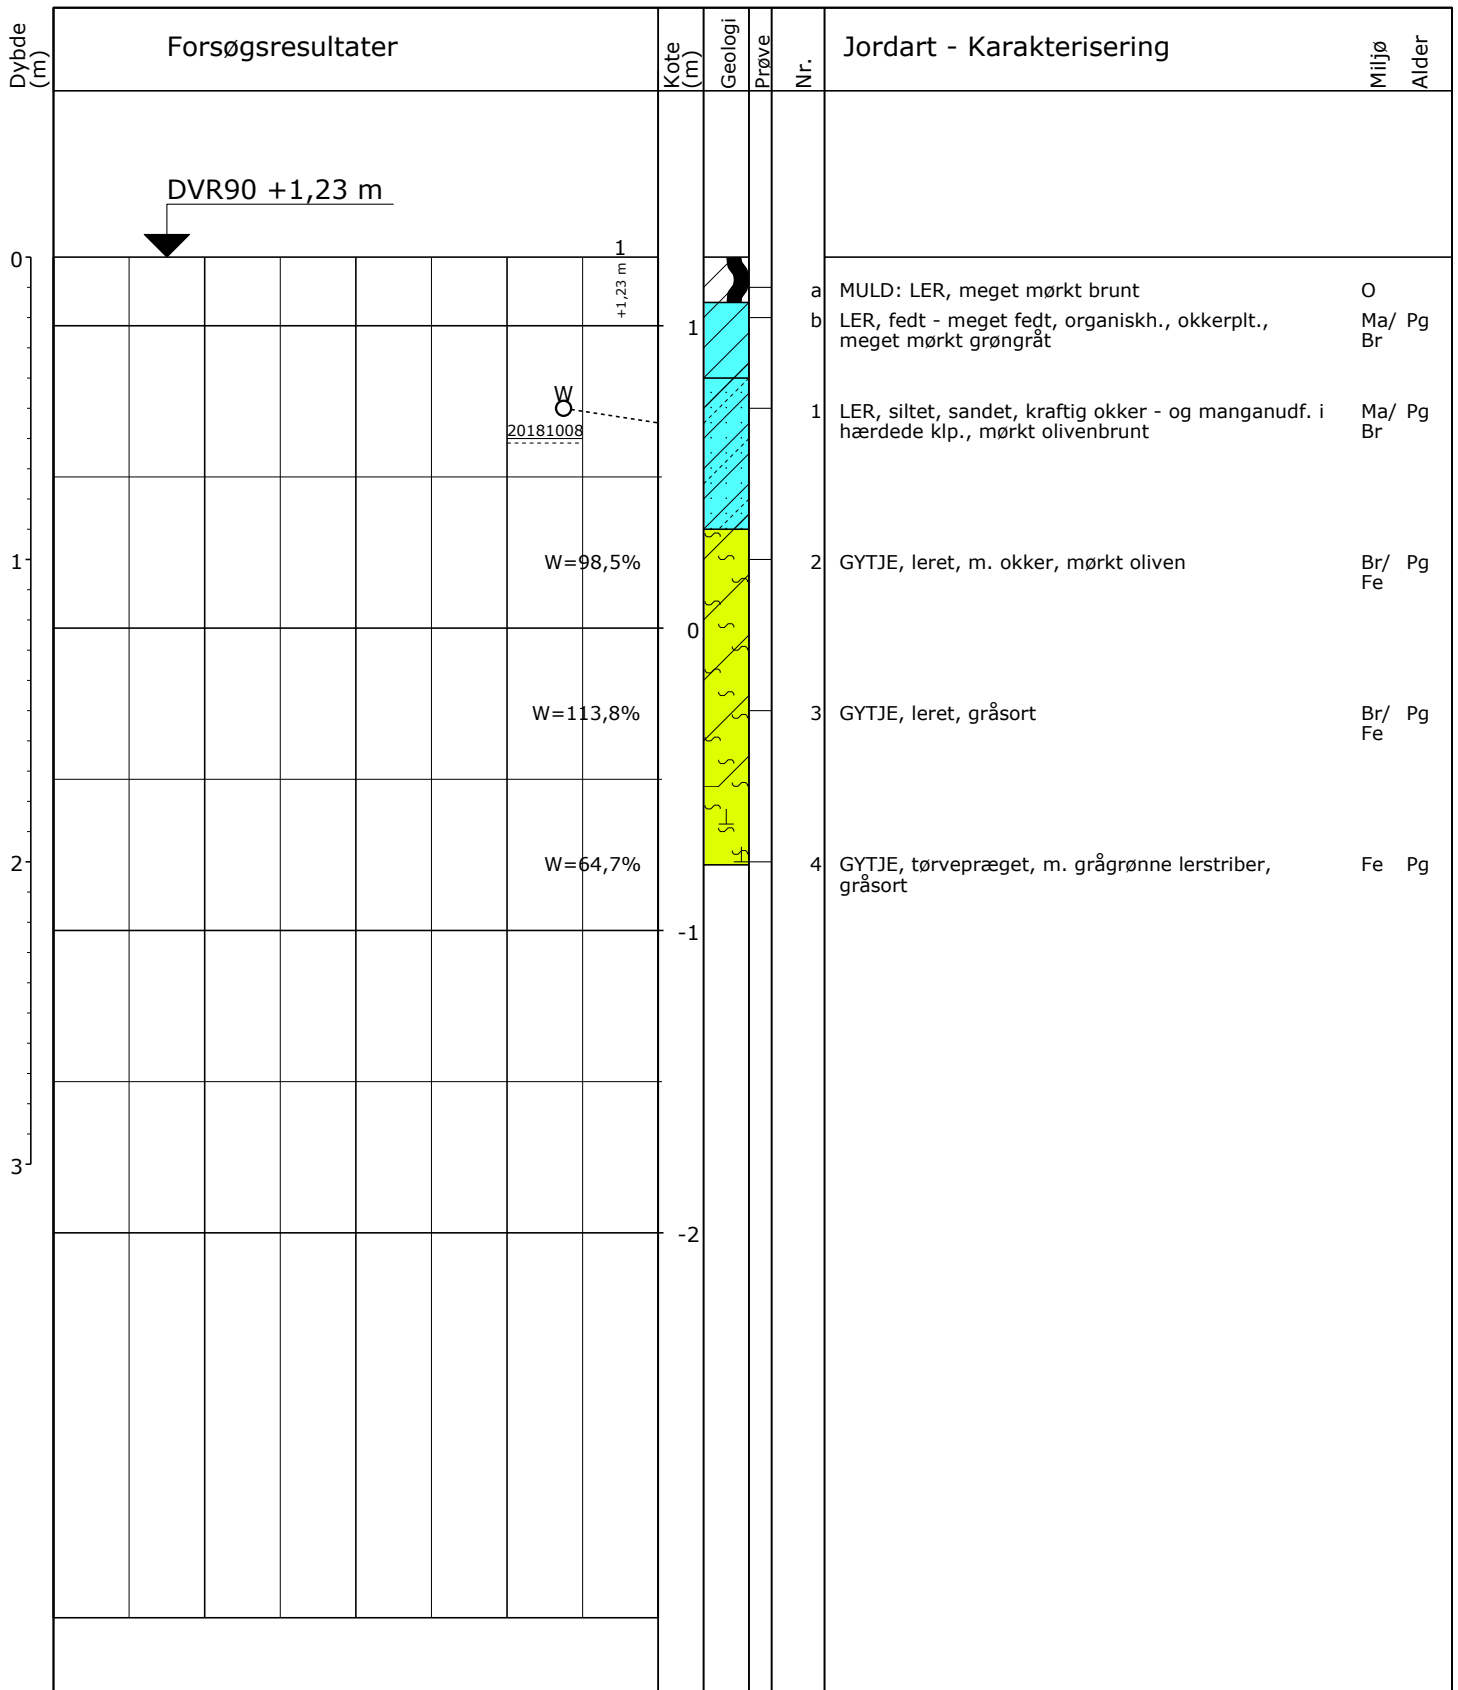 Dybde (m)
Forsøgsresultater
Kote (m)
Geologi
Prøve
Nr.
Jordart - Karakterisering
Miljø
Alder
DVR90 +1,23 m
0
1
+1,23 m
a MULD: LER, meget mørkt brunt O
1
b LER, fedt - meget fedt, organiskh., okkerplt., Ma/ Pg
meget mørkt grøngråt Br
W
1 LER, siltet, sandet, kraftig okker - og manganudf. i Ma/ Pg
20181008
hærdede klp., mørkt olivenbrunt Br
1
W=98,5%
2 GYTJE, leret, m. okker, mørkt oliven Br/ Pg
Fe
0
W=113,8%
3 GYTJE, leret, gråsort Br/ Pg
Fe
2
W=64,7%
4 GYTJE, tørvepræget, m. grågrønne lerstriber, Fe Pg
gråsort
-1
3
-2